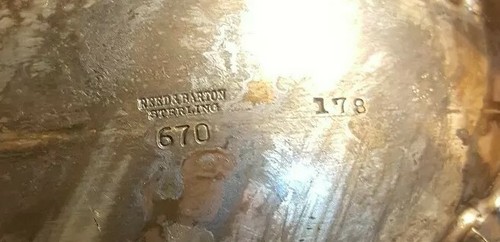 REED & BARTON
STERLING
670
178